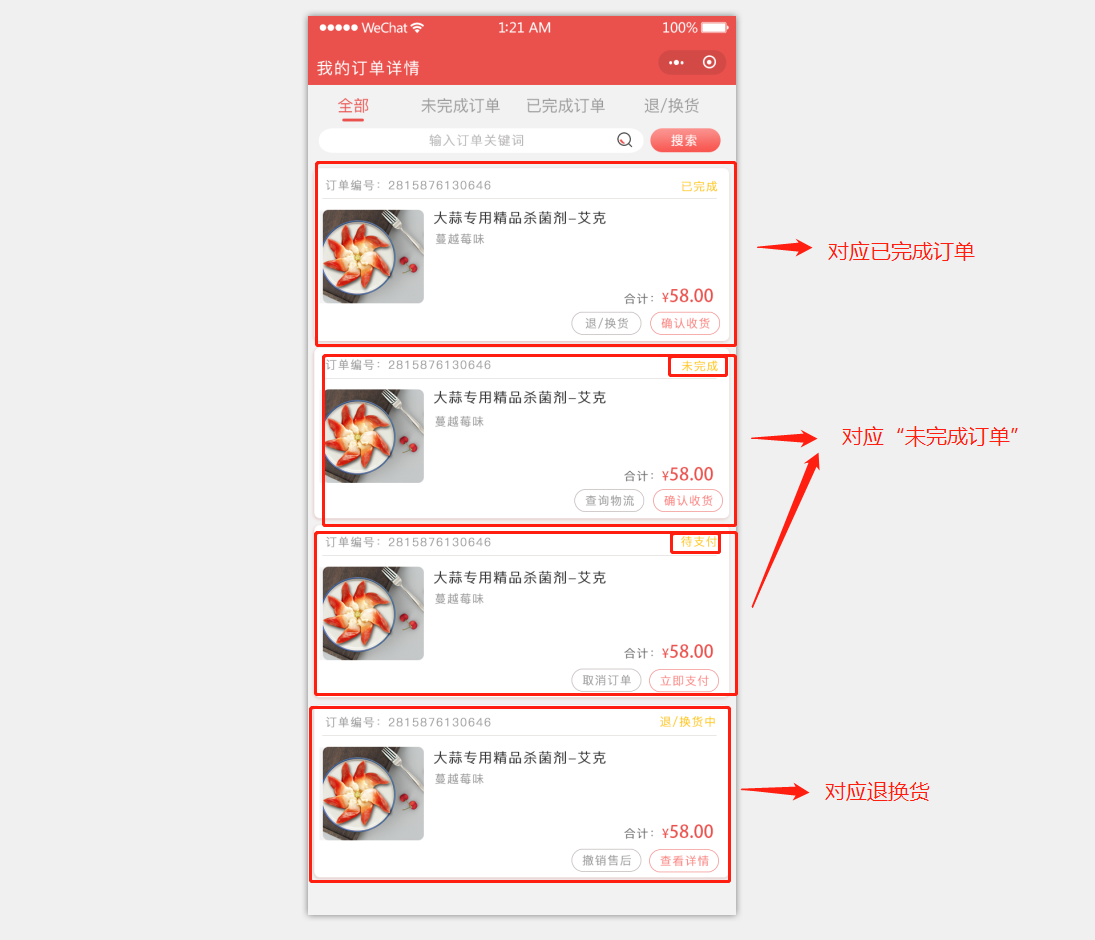 ●●●●● WeChat 1:21 AM 100%
我的订单详情
全部 未完成订单 已完成订单 退/换货
输入订单关键词 搜索
订单编号：2815876130646 已完成
大蒜专用精品杀菌剂–艾克
蔓越莓味
合计：¥58.00
退/换货 确认收货
对应已完成订单
订单编号：2815876130646 未完成
大蒜专用精品杀菌剂–艾克
蔓越莓味
合计：¥58.00
查询物流 确认收货
对应“未完成订单”
订单编号：2815876130646 待支付
大蒜专用精品杀菌剂–艾克
蔓越莓味
合计：¥58.00
取消订单 立即支付
订单编号：2815876130646 退/换货中
大蒜专用精品杀菌剂–艾克
蔓越莓味
合计：¥58.00
撤销售后 查看详情
对应退换货